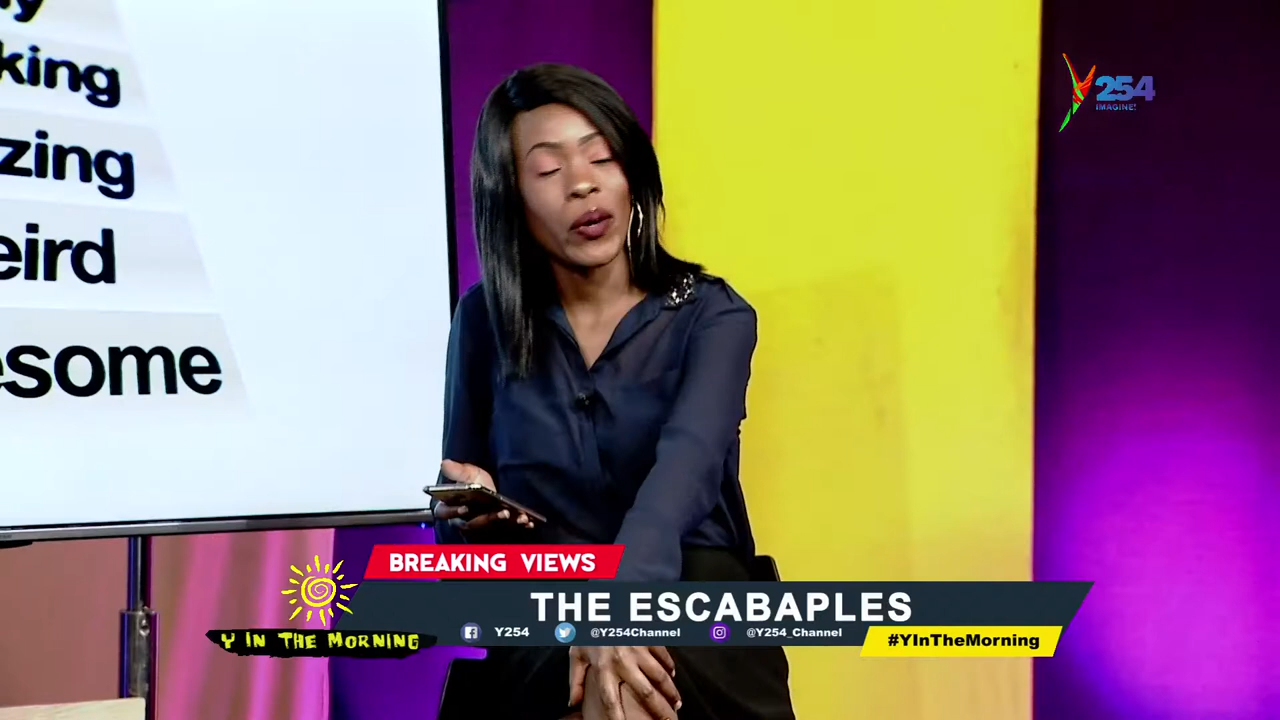 king
zing
eird
esome
Y254
IMAGINE!
BREAKING VIEWS
THE ESCABAPLES
Y254 @Y254Channel @Y254_Channel
#YInTheMorning
Y IN THE MORNING